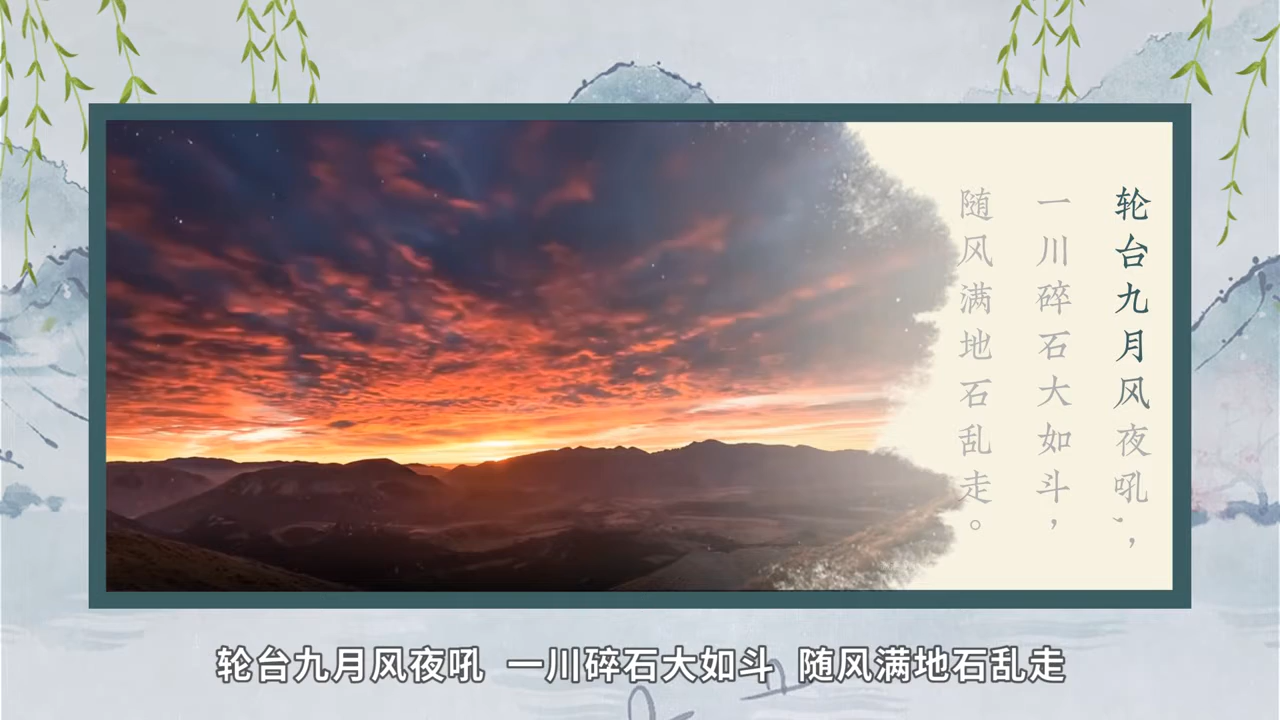 轮台九月风夜吼，，
一川碎石大如斗，
随风满地石乱走。
轮台九月风夜吼 一川碎石大如斗 随风满地石乱走